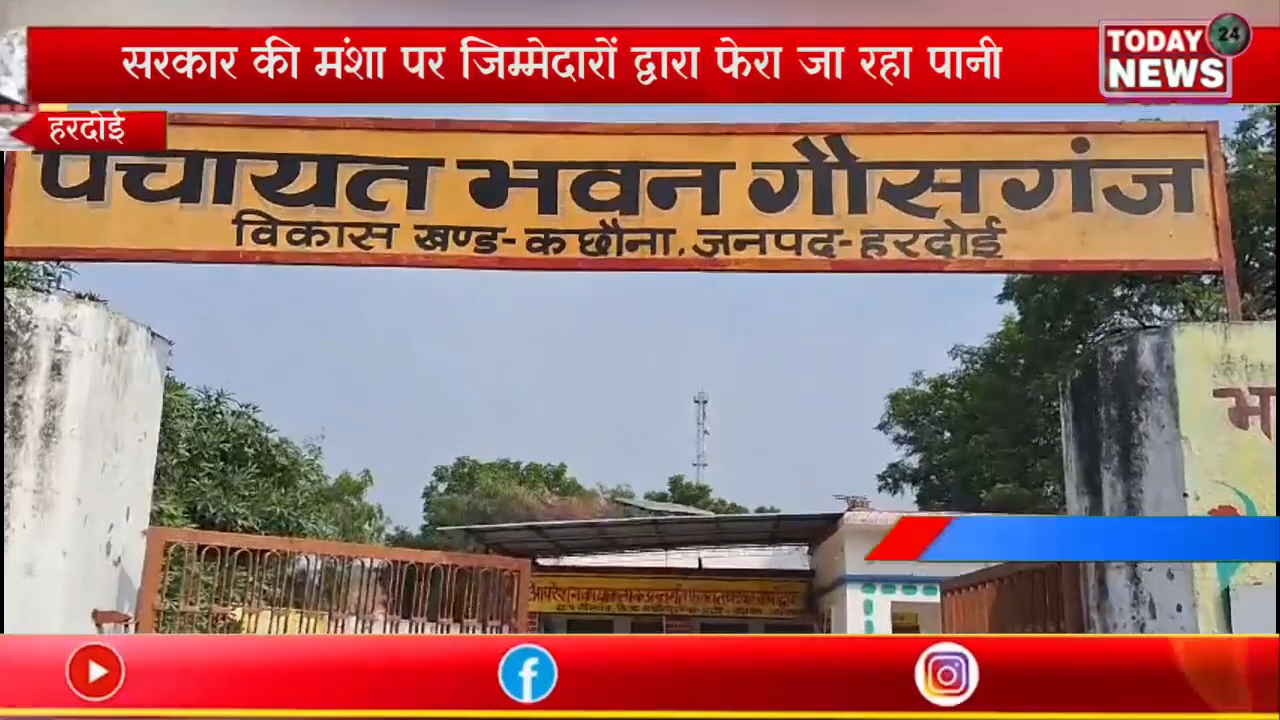 सरकार की मंशा पर जिम्मेदारों द्वारा फेरा जा रहा पानी
TODAY 24
NEWS
हरदोई
पंचायत भवन गौसगंज
विकास खण्ड-कछौना, जनपद-हरदोई